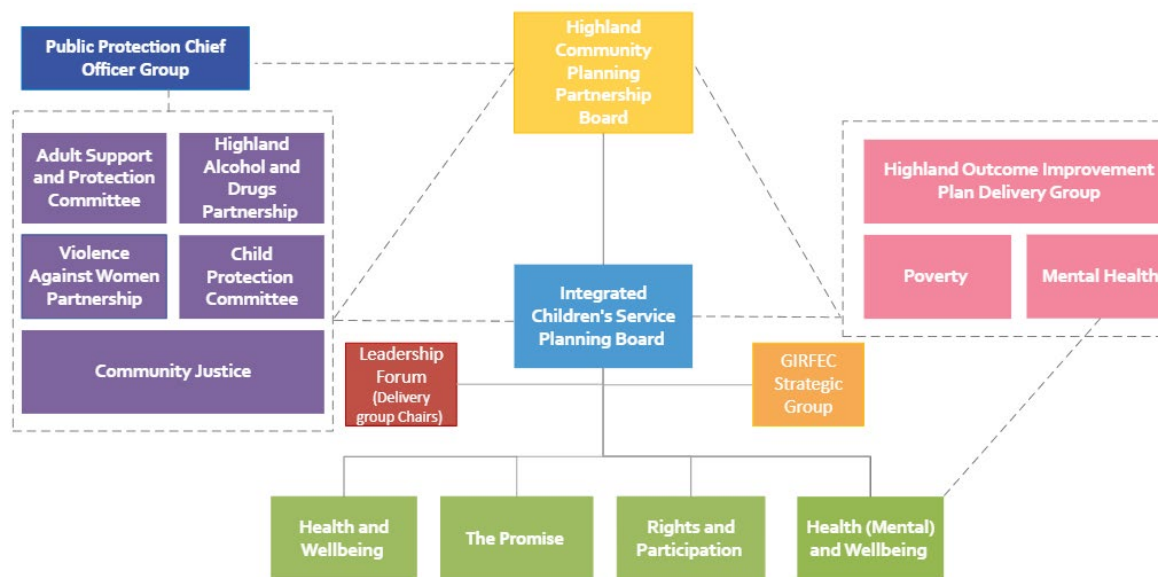 Public Protection Chief
Officer Group
Highland
Community
Planning
Partnership
Board
Adult Support
and Protection
Committee
Highland
Alcohol and
Drugs
Partnership
Violence
Against Women
Partnership
Child
Protection
Committee
Community Justice
Highland Outcome Improvement
Plan Delivery Group
Poverty
Mental Health
Integrated
Children's Service
Planning Board
Leadership
Forum
(Delivery
group Chairs)
GIRFEC
Strategic
Group
Health and
Wellbeing
The Promise
Rights and
Participation
Health (Mental)
and Wellbeing